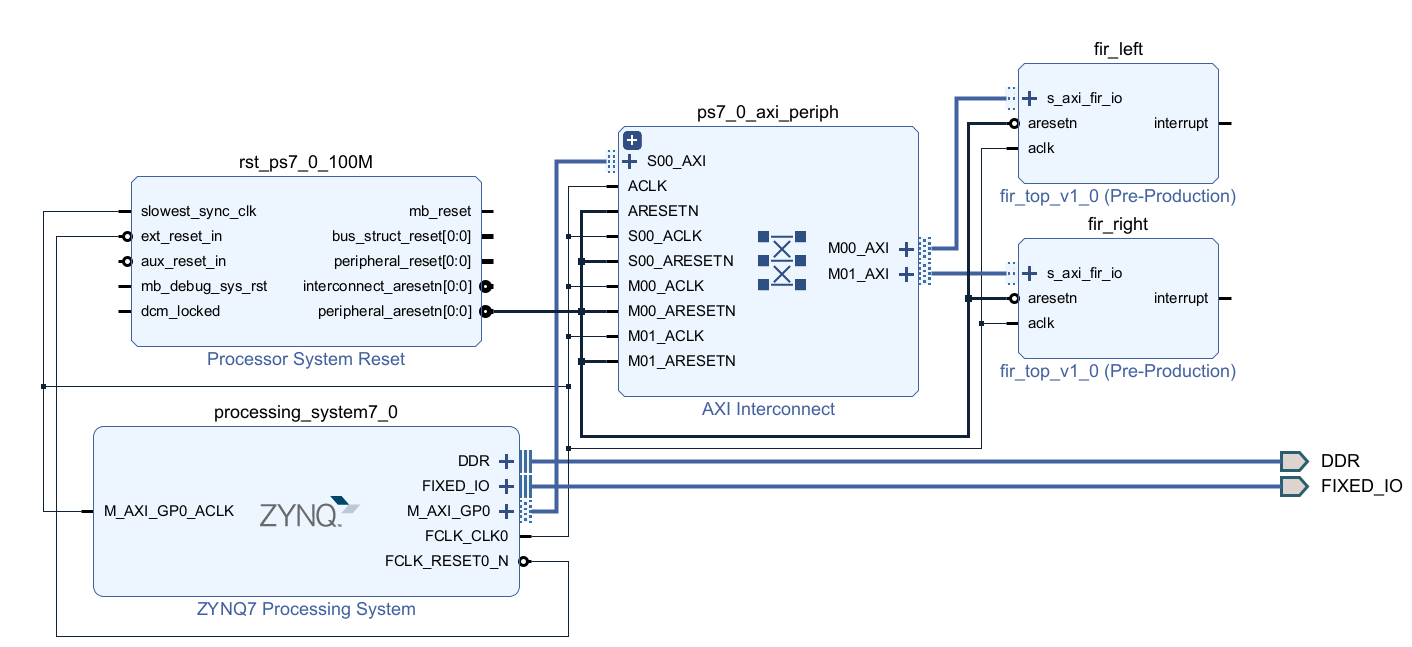 fir_left
s_axi_fir_io
aresetn
interrupt
aclk
fir_top_v1_0 (Pre-Production)
ps7_0_axi_periph
S00_AXI
ACLK
ARESETN
S00_ACLK
S00_ARESETN
M00_ACLK
M00_ARESETN
M01_ACLK
M01_ARESETN
M00_AXI
M01_AXI
AXI Interconnect
rst_ps7_0_100M
slowest_sync_clk
ext_reset_in
aux_reset_in
mb_debug_sys_rst
dcm_locked
mb_reset
bus_struct_reset[0:0]
peripheral_reset[0:0]
interconnect_aresetn[0:0]
peripheral_aresetn[0:0]
Processor System Reset
fir_right
s_axi_fir_io
aresetn
interrupt
aclk
fir_top_v1_0 (Pre-Production)
processing_system7_0
M_AXI_GP0_ACLK
ZYNQ
DDR
FIXED_IO
M_AXI_GP0
FCLK_CLK0
FCLK_RESET0_N
ZYNQ7 Processing System
DDR
FIXED_IO